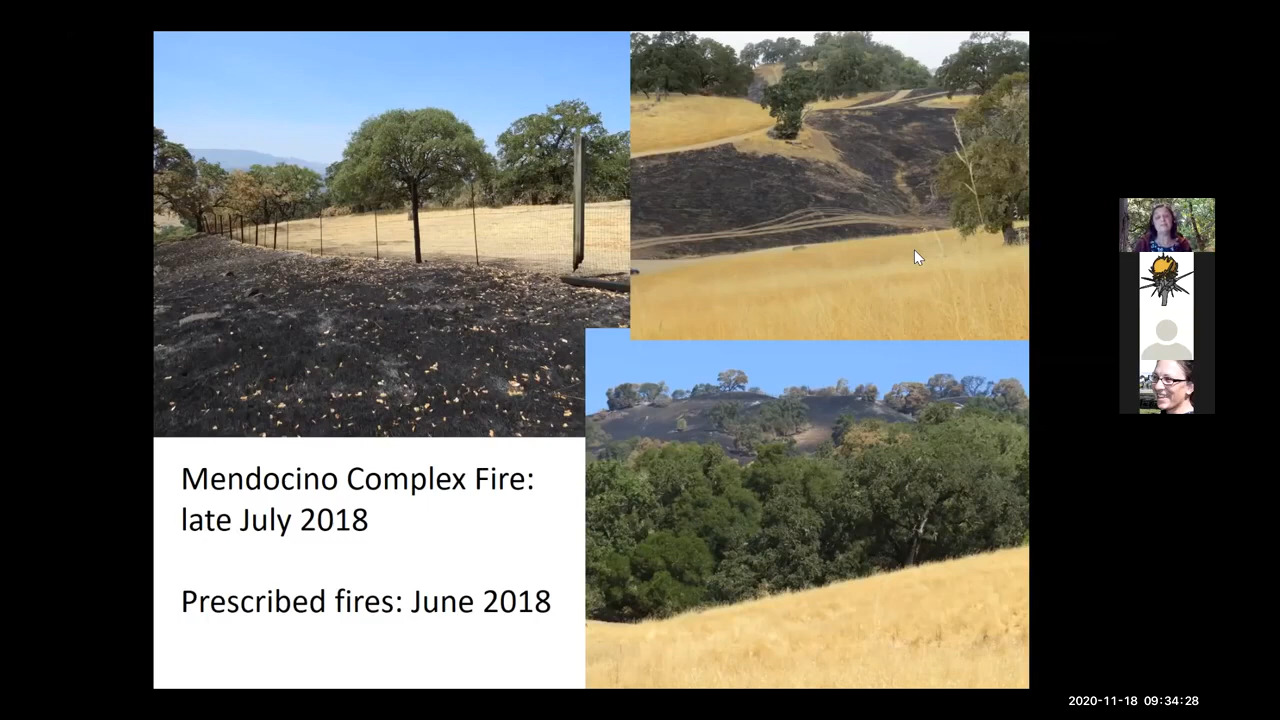 Mendocino Complex Fire:
late July 2018
Prescribed fires: June 2018
2020-11-18 09:34:28